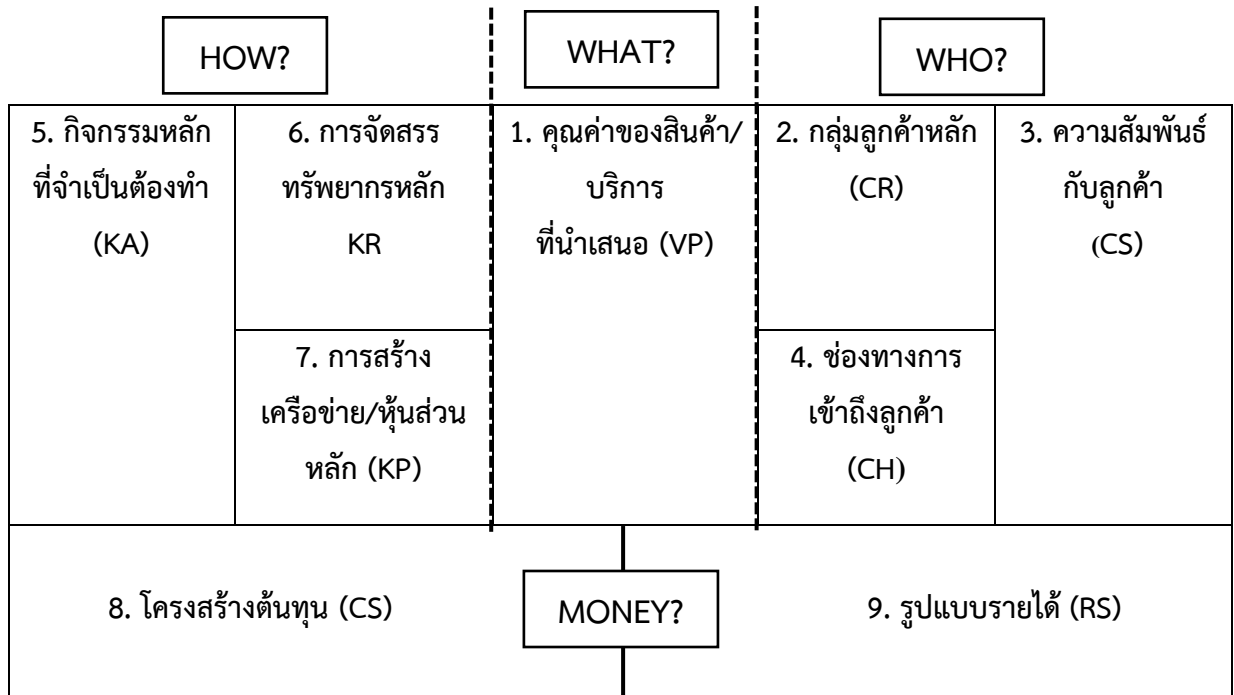 HOW?
WHAT?
WHO?
5. กิจกรรมหลัก
ที่จำเป็นต้องทำ
(KA)
6. การจัดสรร
ทรัพยากรหลัก
KR
7. การสร้าง
เครือข่าย/หุ้นส่วน
หลัก (KP)
1. คุณค่าของสินค้า/
บริการ
ที่นำเสนอ (VP)
2. กลุ่มลูกค้าหลัก
(CR)
4. ช่องทางการ
เข้าถึงลูกค้า
(CH)
3. ความสัมพันธ์
กับลูกค้า
(CS)
8. โครงสร้างต้นทุน (CS)
MONEY?
9. รูปแบบรายได้ (RS)